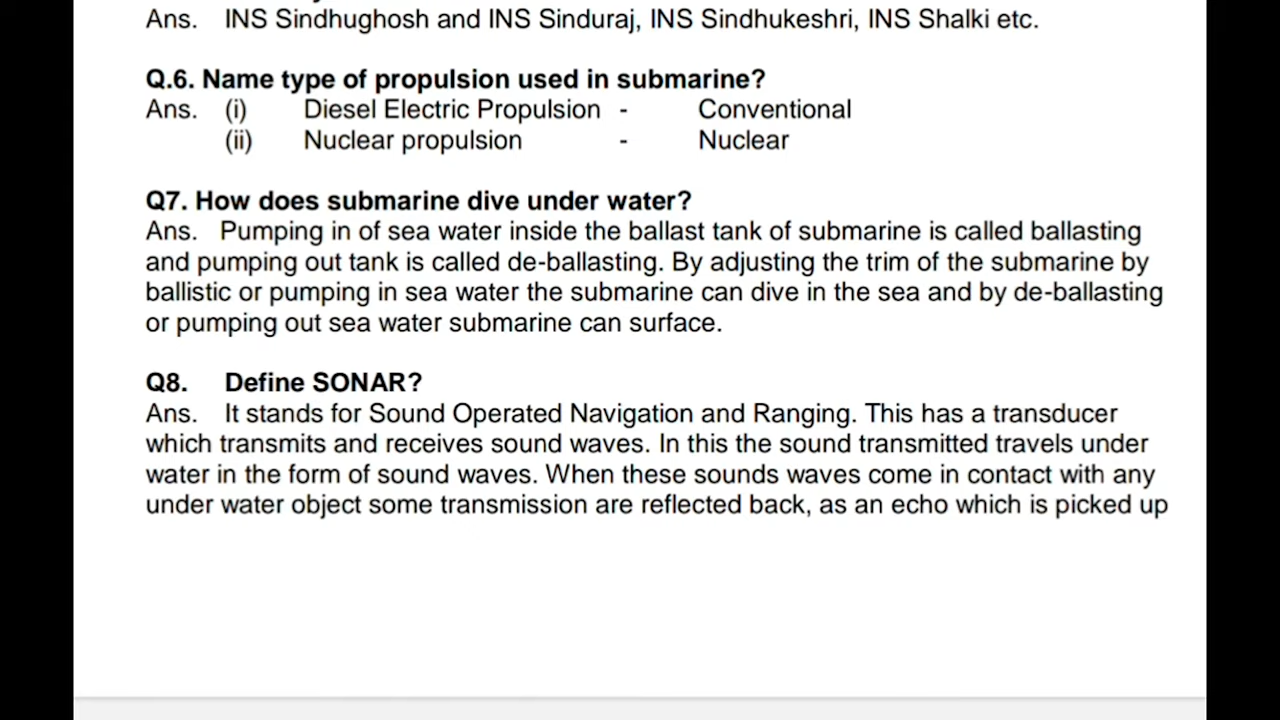 Ans. INS Sindhughosh and INS Sinduraj, INS Sindhukeshri, INS Shalki etc.
Q.6. Name type of propulsion used in submarine?
Ans. (i) Diesel Electric Propulsion - Conventional
(ii) Nuclear propulsion - Nuclear
Q7. How does submarine dive under water?
Ans. Pumping in of sea water inside the ballast tank of submarine is called ballasting
and pumping out tank is called de-ballasting. By adjusting the trim of the submarine by
ballistic or pumping in sea water the submarine can dive in the sea and by de-ballasting
or pumping out sea water submarine can surface.
Q8. Define SONAR?
Ans. It stands for Sound Operated Navigation and Ranging. This has a transducer
which transmits and receives sound waves. In this the sound transmitted travels under
water in the form of sound waves. When these sounds waves come in contact with any
under water object some transmission are reflected back, as an echo which is picked up